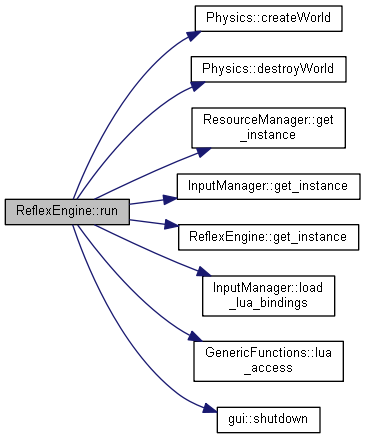 Physics::createWorld
Physics::destroyWorld
ResourceManager::get
_instance
InputManager::get_instance
ReflexEngine::run
ReflexEngine::get_instance
InputManager::load
_lua_bindings
GenericFunctions::lua
_access
gui::shutdown